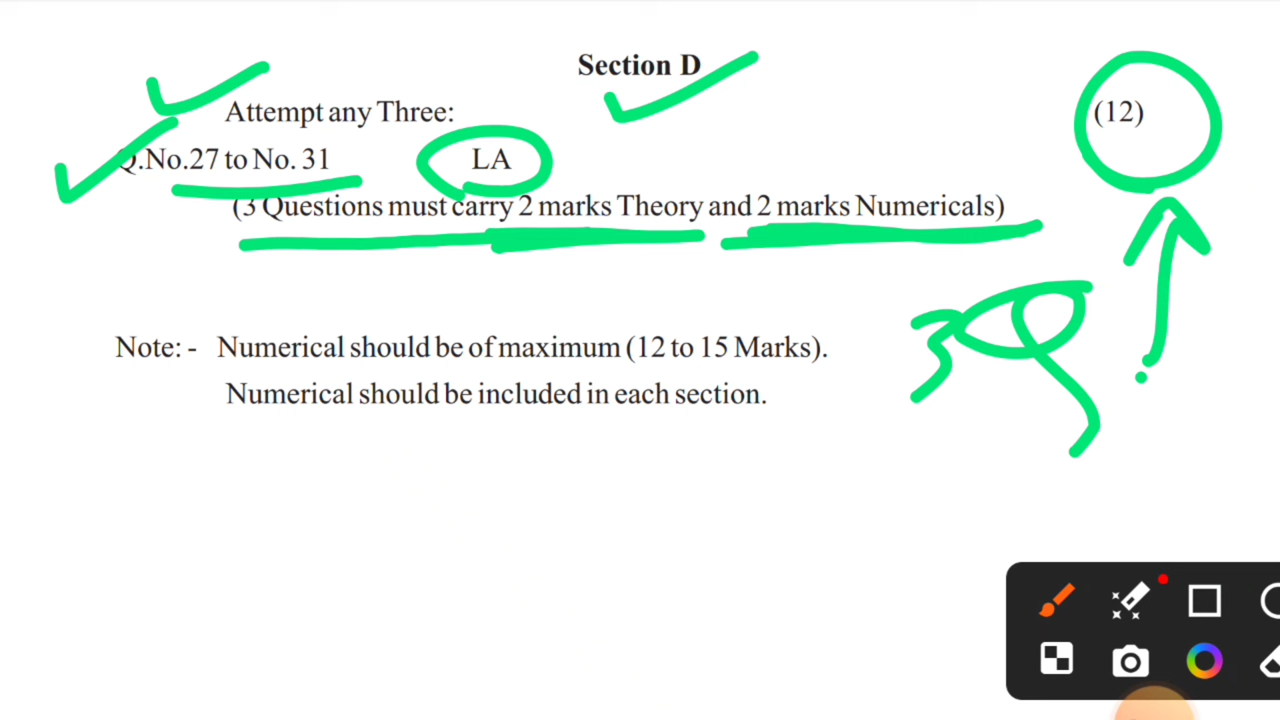 Section D
Attempt any Three: (12)
Q.No.27 to No. 31 LA
(3 Questions must carry 2 marks Theory and 2 marks Numericals)
3Q
Note: - Numerical should be of maximum (12 to 15 Marks).
Numerical should be included in each section.